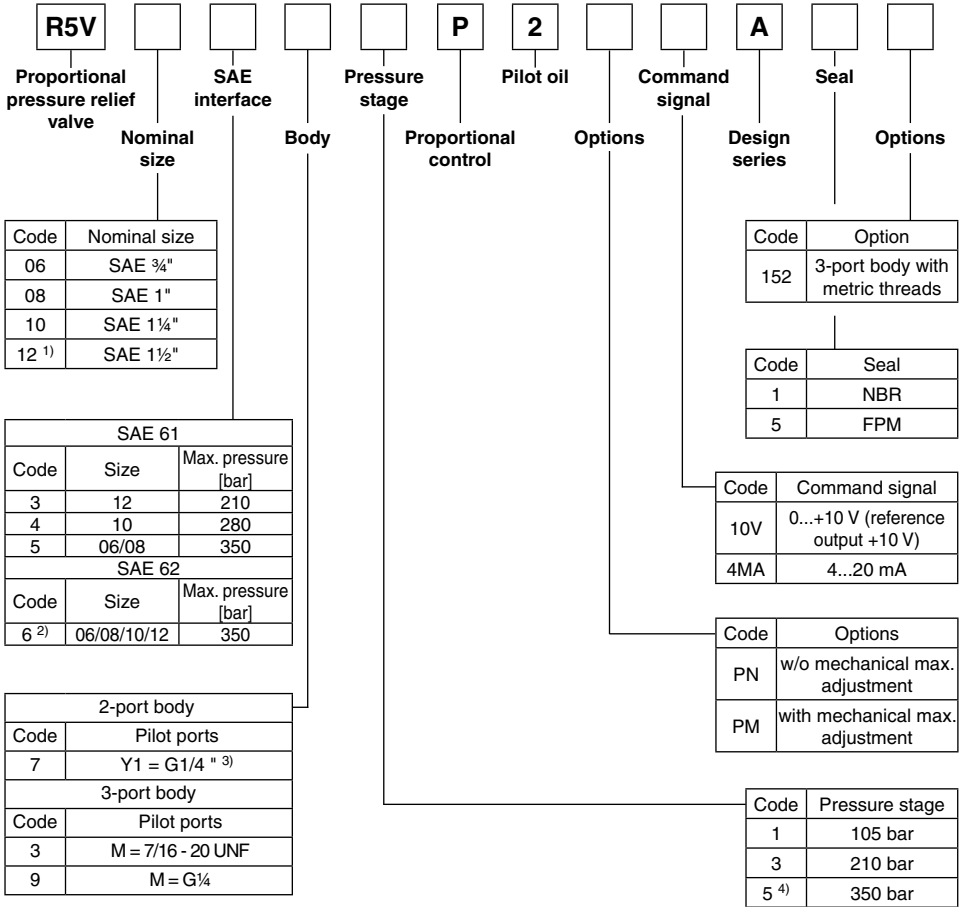 R5V P 2 A
Proportional
pressure relief
valve
Nominal
size
SAE
interface
Body
Pressure
stage
Proportional
control
Pilot oil
Options
Command
signal
Design
series
Seal
Options
Code Nominal size
06 SAE ¾"
08 SAE 1"
10 SAE 1¼"
12 1) SAE 1½"
SAE 61
Code Size Max. pressure
[bar]
3 12 210
4 10 280
5 06/08 350
SAE 62
Code Size Max. pressure
[bar]
6 2) 06/08/10/12 350
2-port body
Code Pilot ports
7 Y1 = G1/4 " 3)
3-port body
Code Pilot ports
3 M = 7/16 - 20 UNF
9 M = G¼
Code Option
152 3-port body with
metric threads
Code Seal
1 NBR
5 FPM
Code Command signal
10V 0...+10 V (reference
output +10 V)
4MA 4...20 mA
Code Options
PN w/o mechanical max.
adjustment
PM with mechanical max.
adjustment
Code Pressure stage
1 105 bar
3 210 bar
5 4) 350 bar